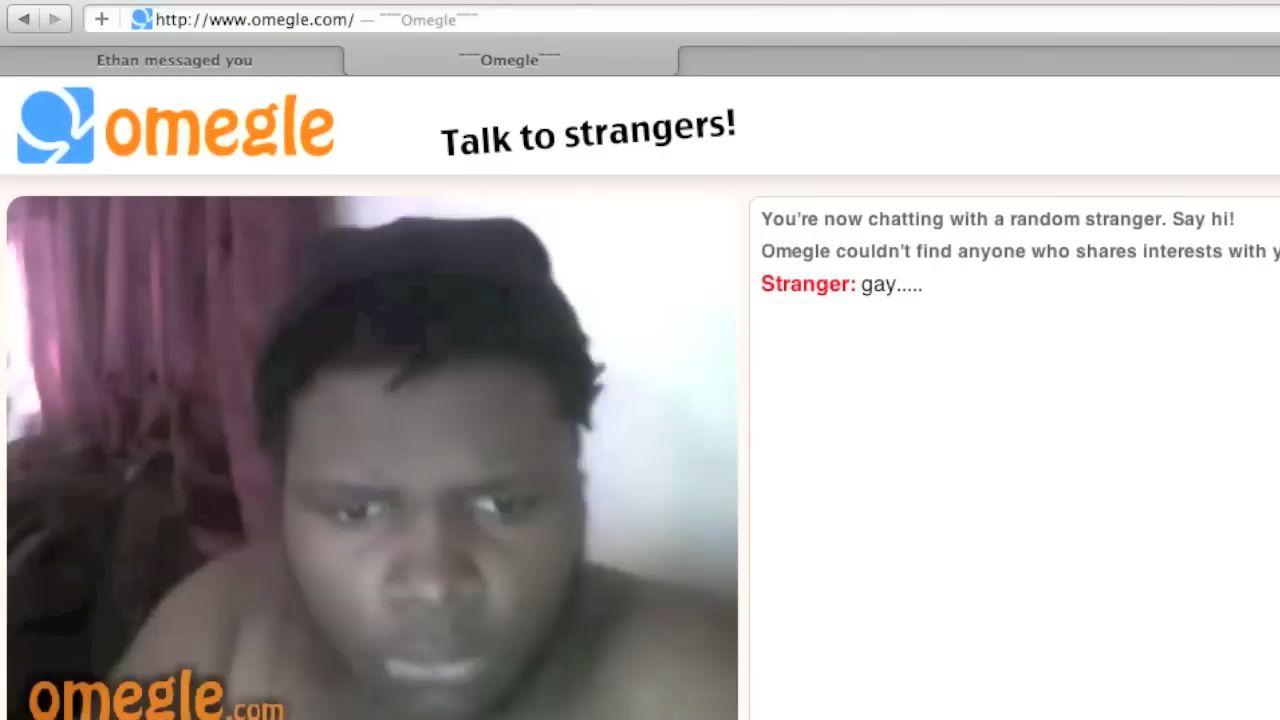 http://www.omegle.com/ — ¯¯¯Omegle¯¯¯
Ethan messaged you
¯¯¯Omegle¯¯¯
omegle
Talk to strangers!
You're now chatting with a random stranger. Say hi!
Omegle couldn't find anyone who shares interests with y
Stranger: gay.....
omegle.com